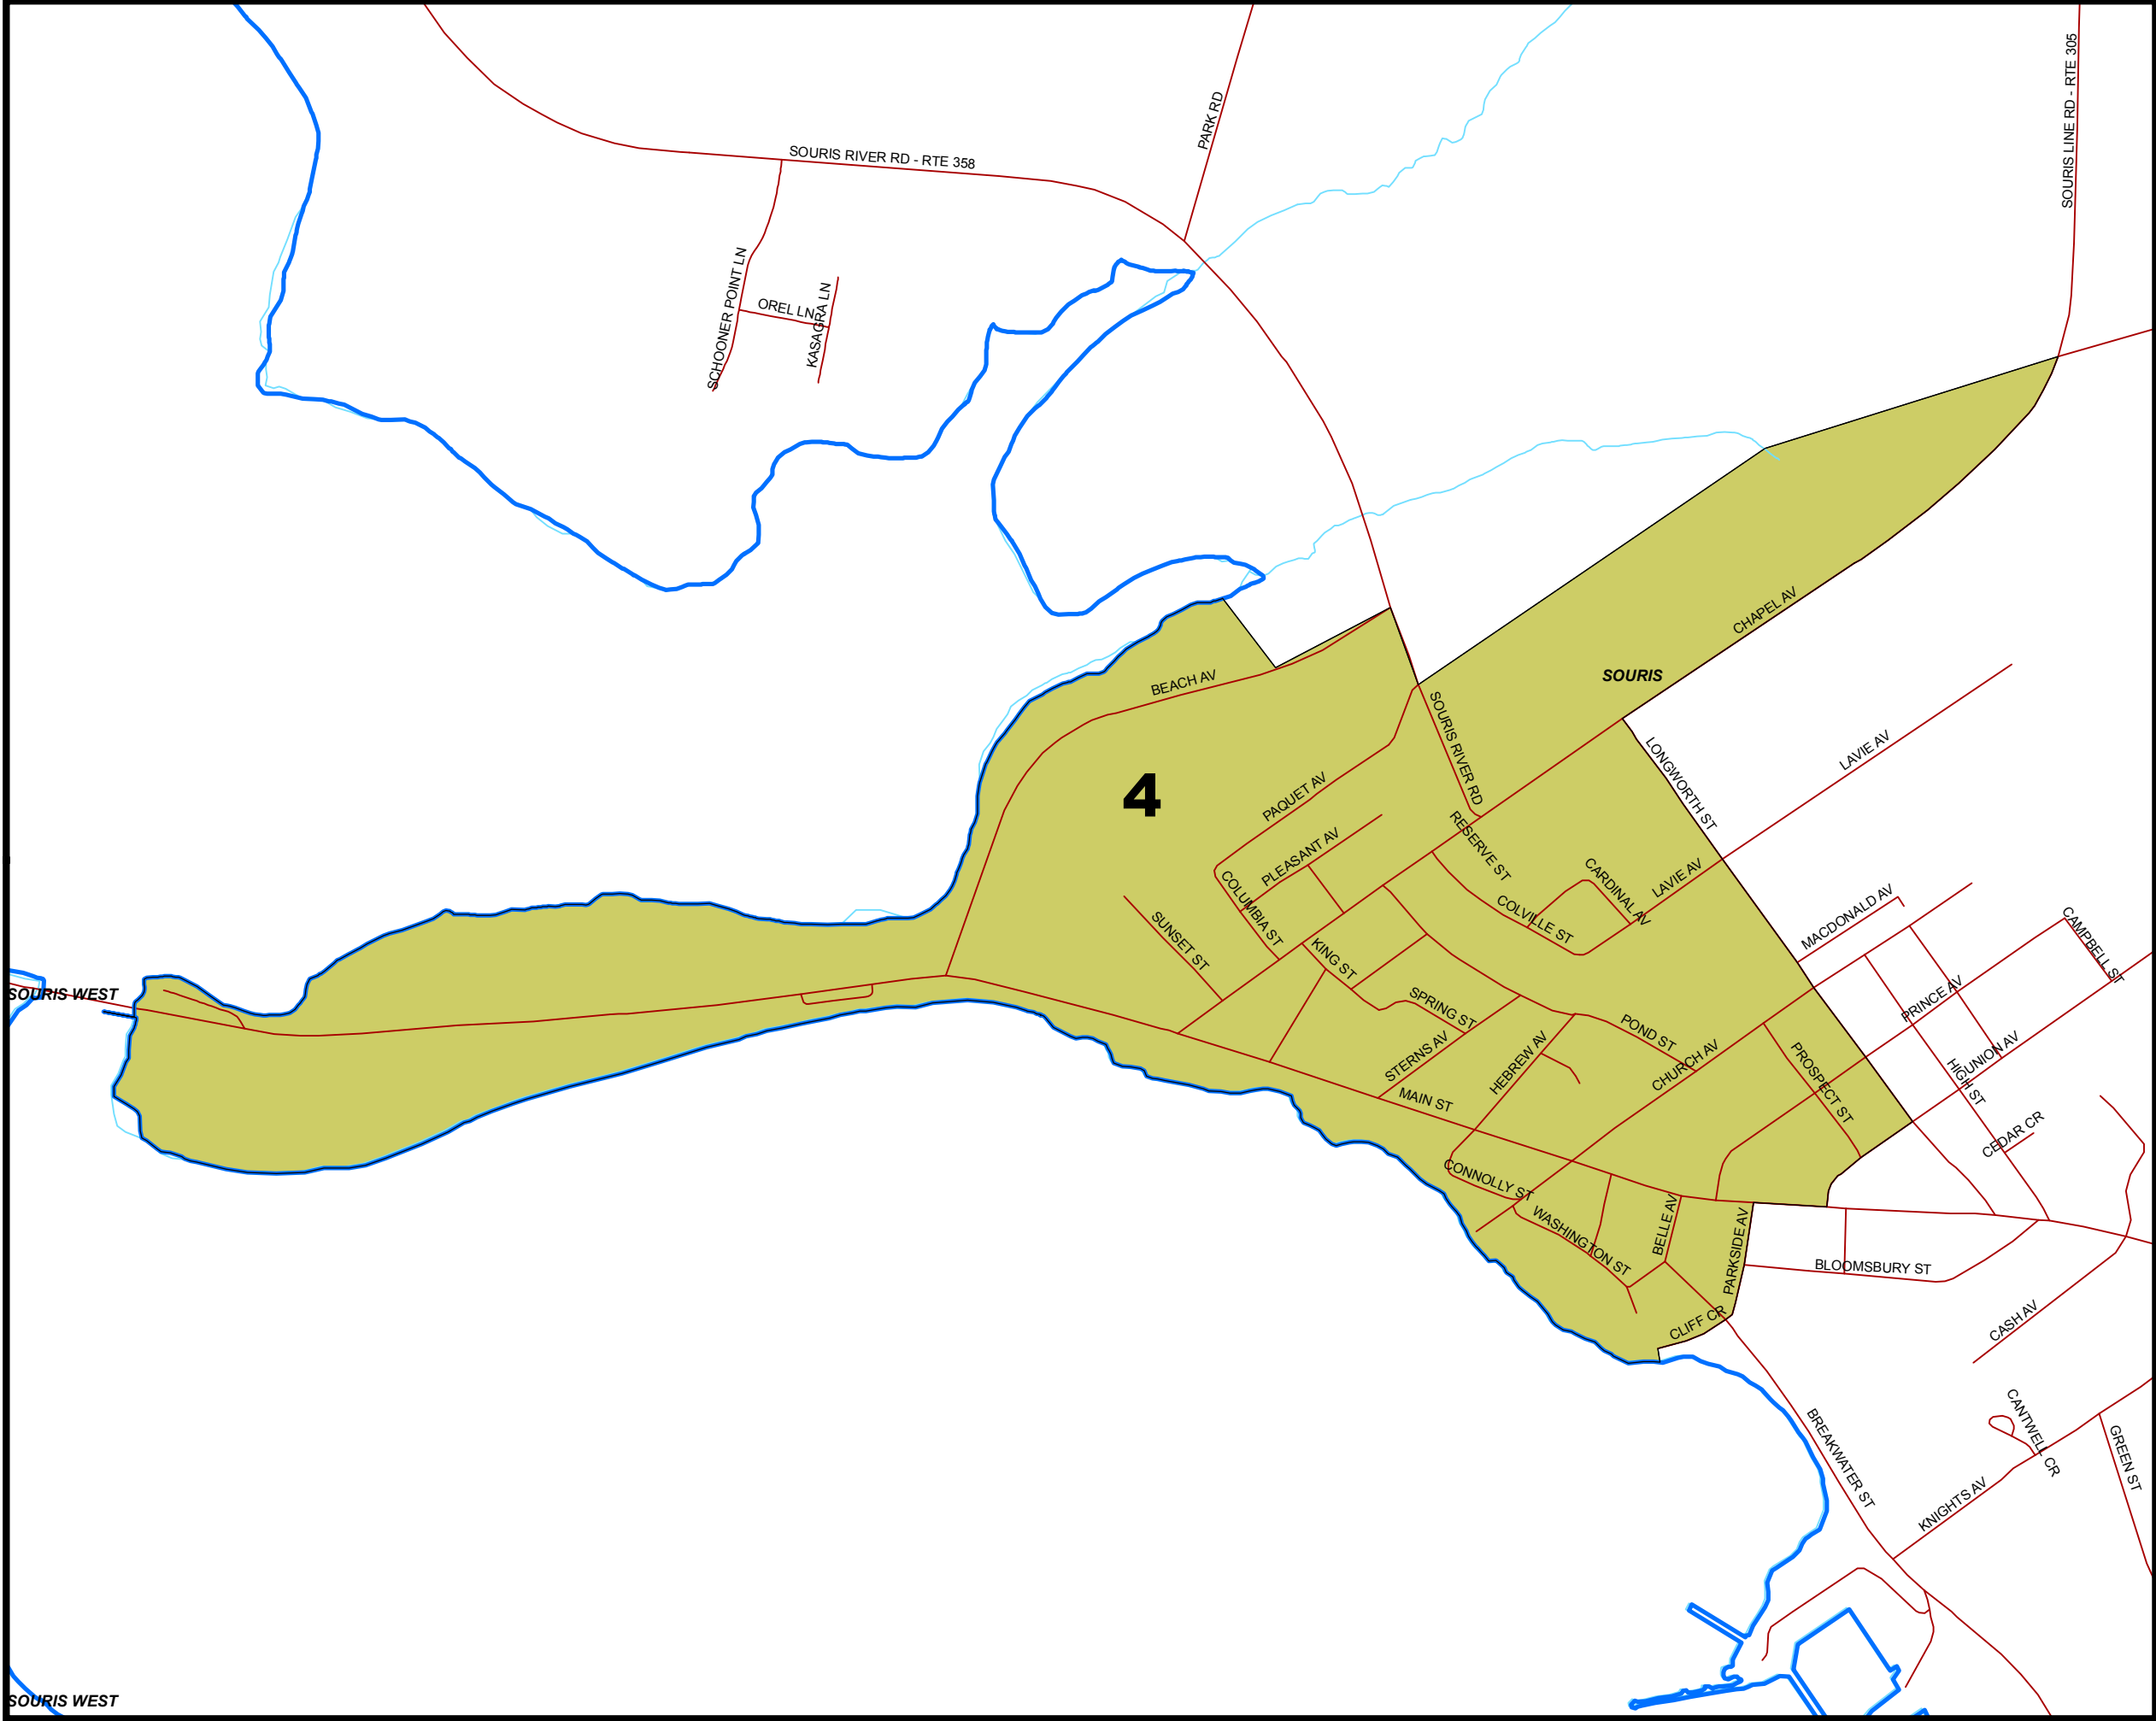 SOURIS LINE RD - RTE 305
PARK RD
SOURIS RIVER RD - RTE 358
SCHOONER POINT LN
OREL LN
KASAGRA LN
CHAPEL AV
SOURIS
BEACH AV
SOURIS RIVER RD
LONGWORTH ST
LAVIE AV
4
PAQUET AV
PLEASANT AV
RESERVE ST
CARDINAL AV
LAVIE AV
COLUMBIA ST
COLVILLE ST
MACDONALD AV
CAMPBELL ST
SUNSET ST
KING ST
SOURIS WEST
SPRING ST
PRINCE AV
POND ST
STERNS AV
HEBREW AV
CHURCH AV
PROSPECT ST
UNION AV
HIGH ST
MAIN ST
CEDAR CR
CONNOLLY ST
WASHINGTON ST
BELLE AV
PARKSIDE AV
BLOOMSBURY ST
CLIFF CR
CASH AV
BREAKWATER ST
CANTWELL CR
GREEN ST
KNIGHTS AV
SOURIS WEST